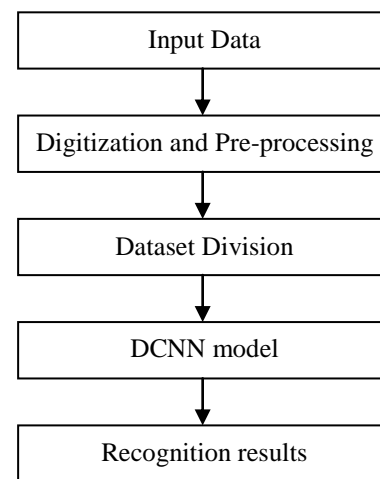 Input Data
Digitization and Pre-processing
Dataset Division
DCNN model
Recognition results